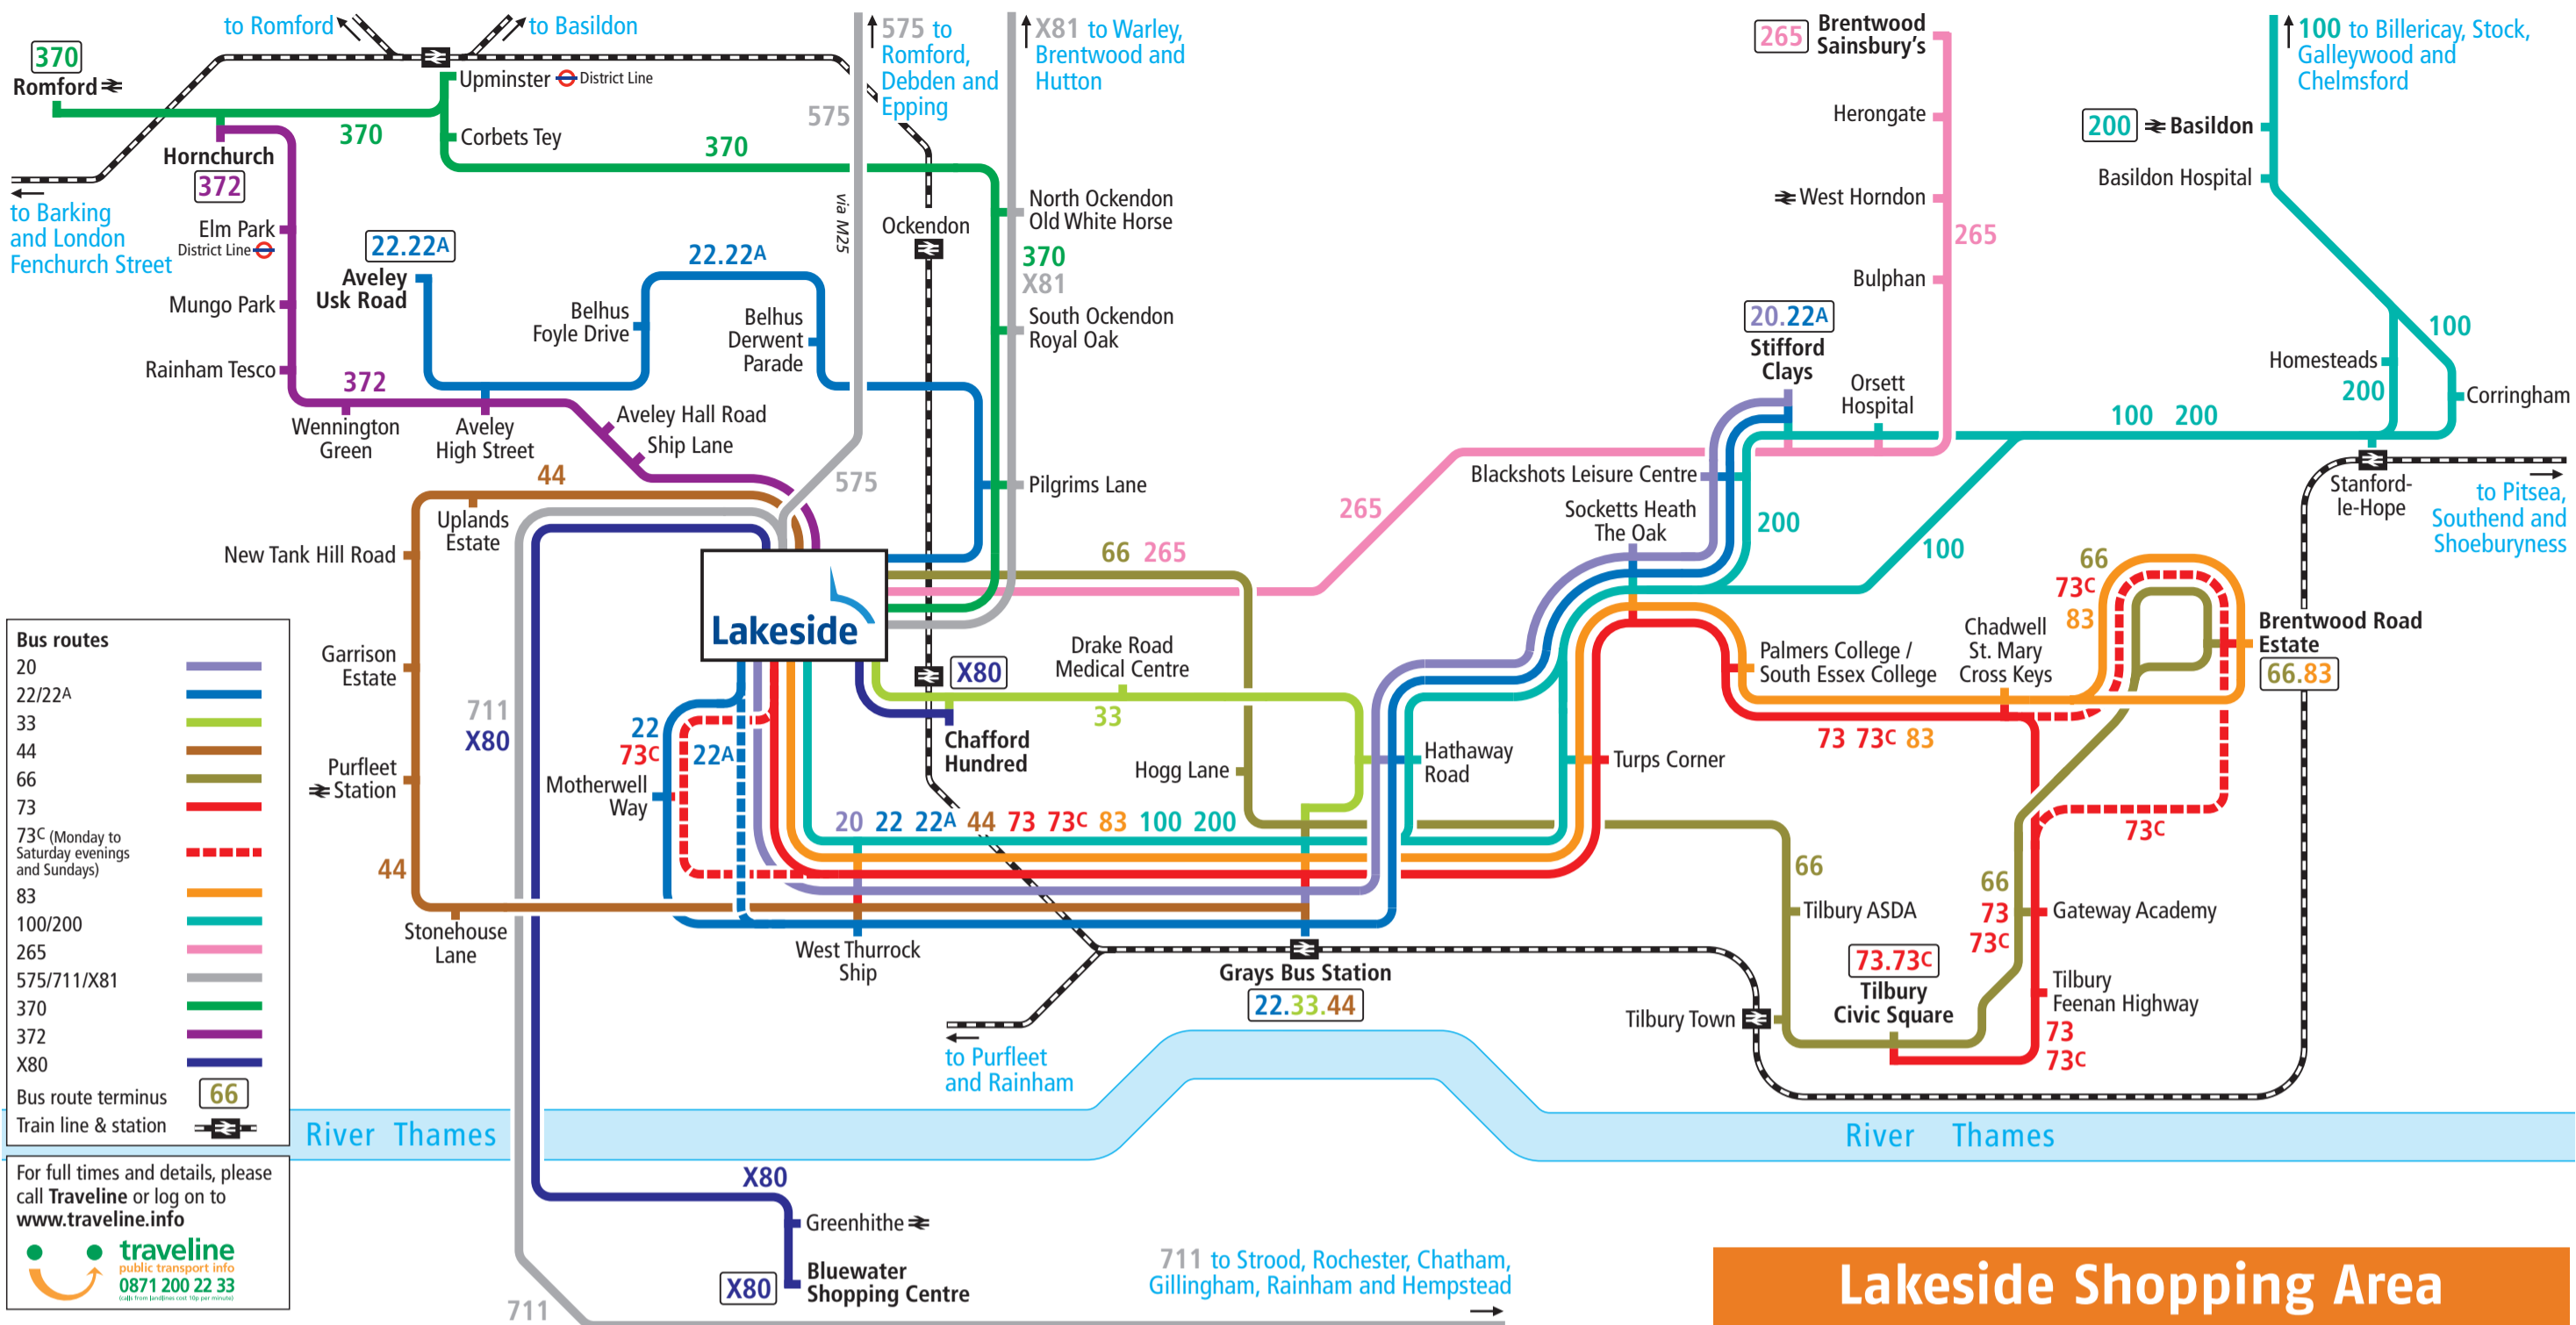 to Romford
to Basildon
370
Romford
Upminster
District Line
370
Corbets Tey
370
Hornchurch
372
to Barking
and London
Fenchurch Street
Elm Park
District Line
Mungo Park
Rainham Tesco
372
Wennington
Green
22.22A
Aveley
Usk Road
Aveley
High Street
Belhus
Foyle Drive
22.22A
Belhus
Derwent
Parade
Aveley Hall Road
Ship Lane
575 to
Romford,
Debden and
Epping
575
via M25
575
X81 to Warley,
Brentwood and
Hutton
Ockendon
North Ockendon
Old White Horse
370
X81
South Ockendon
Royal Oak
Pilgrims Lane
265
Brentwood
Sainsbury's
Herongate
West Horndon
265
Bulphan
100 to Billericay, Stock,
Galleywood and
Chelmsford
200
Basildon
Basildon Hospital
100
Homesteads
200
Corringham
100 200
20.22A
Stifford
Clays
Orsett
Hospital
Blackshots Leisure Centre
Socketts Heath
The Oak
200
100
265
66 265
Stanford-
le-Hope
to Pitsea,
Southend and
Shoeburyness
44
Uplands
Estate
New Tank Hill Road
Garrison
Estate
Purfleet
Station
44
Stonehouse
Lane
711
X80
Lakeside
22
73C
22A
Motherwell
Way
X80
Chafford
Hundred
Drake Road
Medical Centre
33
Hogg Lane
Hathaway
Road
Turps Corner
Palmers College /
South Essex College
Chadwell
St. Mary
Cross Keys
66
73C
83
Brentwood Road
Estate
66.83
73 73C 83
73C
20 22 22A 44 73 73C 83 100 200
West Thurrock
Ship
Grays Bus Station
22.33.44
66
Tilbury ASDA
66
73
73C
Gateway Academy
73.73C
Tilbury
Civic Square
Tilbury
Feenan Highway
73
73C
Tilbury Town
to Purfleet
and Rainham
River Thames
River Thames
X80
Greenhithe
X80
Bluewater
Shopping Centre
711
711 to Strood, Rochester, Chatham,
Gillingham, Rainham and Hempstead
Bus routes
20
22/22A
33
44
66
73
73C (Monday to
Saturday evenings
and Sundays)
83
100/200
265
575/711/X81
370
372
X80
Bus route terminus 66
Train line & station
For full times and details, please
call Traveline or log on to
www.traveline.info
traveline
public transport info
0871 200 22 33
(calls from landlines cost 10p per minute)
Lakeside Shopping Area